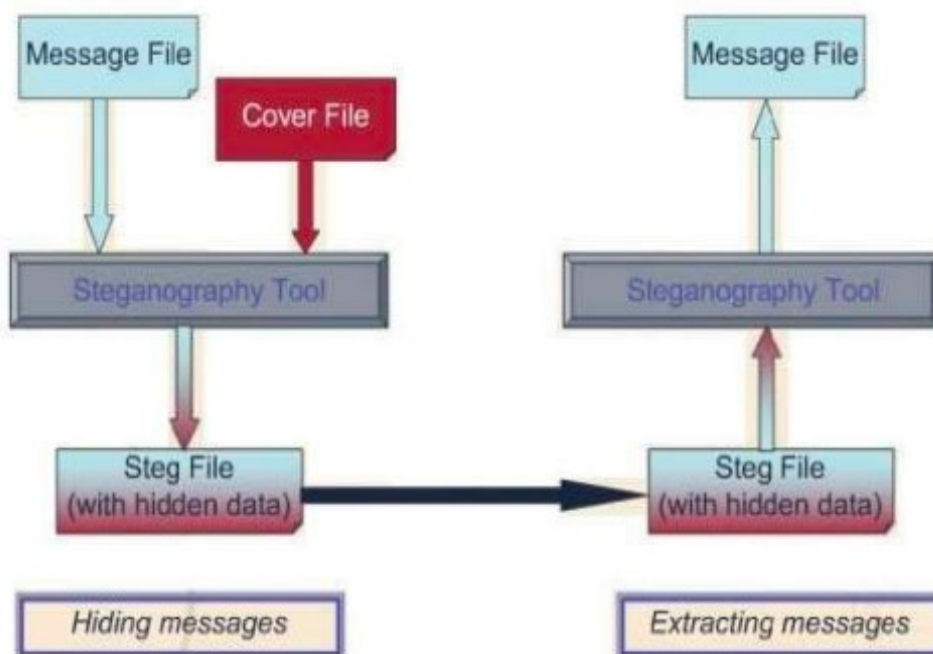 Message File
Cover File
Steganography Tool
Steg File
(with hidden data)
Hiding messages
Message File
Steganography Tool
Steg File
(with hidden data)
Extracting messages